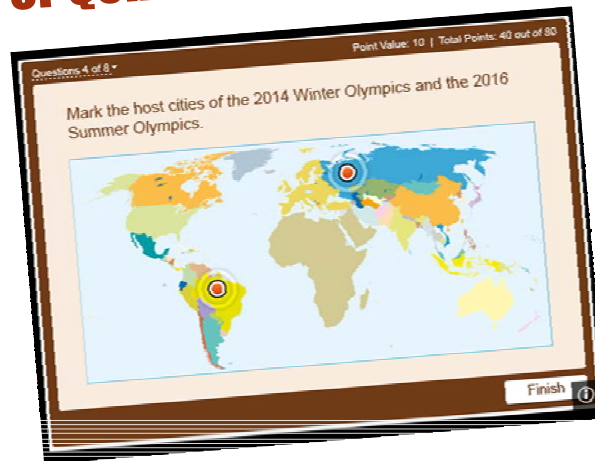 Questions 4 of 8
Point Value: 10 | Total Points: 40 out of 80
Mark the host cities of the 2014 Winter Olympics and the 2016
Summer Olympics.
Finish